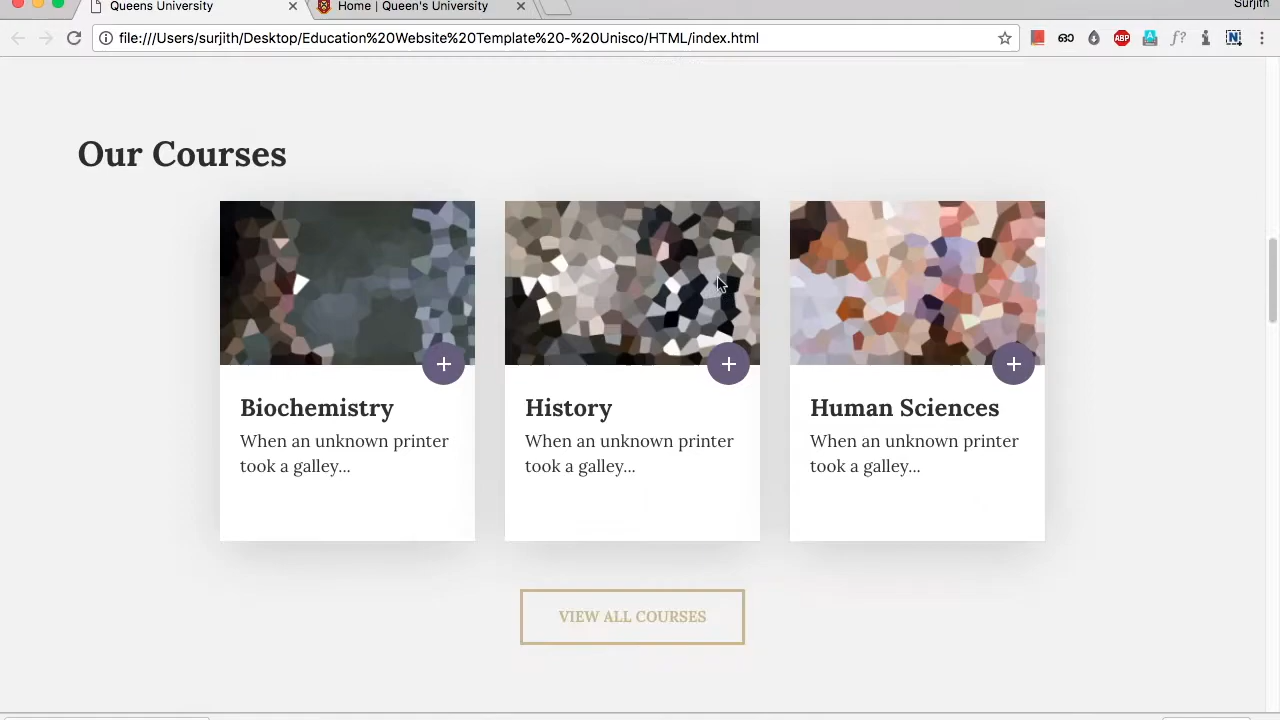 Queens University
Home | Queen's University
Surjith
file:///Users/surjith/Desktop/Education%20Website%20Template%20-%20Unisco/HTML/index.html
ABP
A
f?
N
Our Courses
Biochemistry
When an unknown printer
took a galley...
History
When an unknown printer
took a galley...
Human Sciences
When an unknown printer
took a galley...
VIEW ALL COURSES